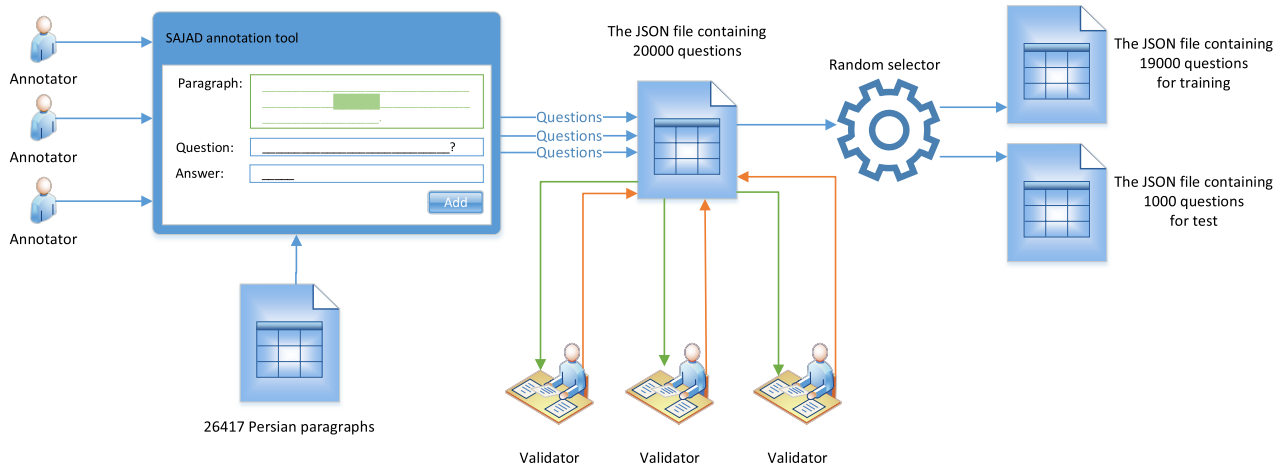 Annotator
Annotator
Annotator
SAJAD annotation tool
Paragraph:
Question:
?
Answer:
Add
26417 Persian paragraphs
Questions
Questions
Questions
The JSON file containing
20000 questions
Validator
Validator
Validator
Random selector
The JSON file containing
19000 questions
for training
The JSON file containing
1000 questions
for test